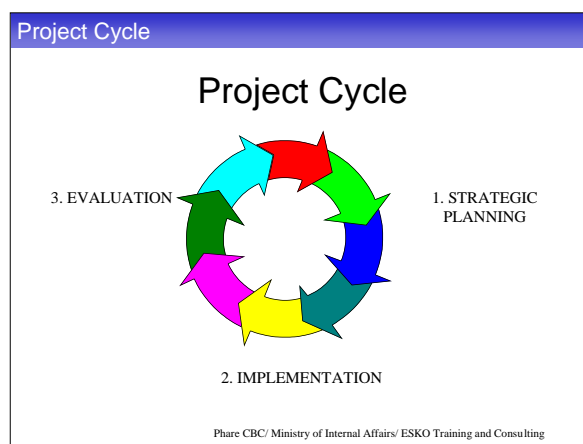 Project Cycle
Project Cycle
3. EVALUATION
1. STRATEGIC
PLANNING
2. IMPLEMENTATION
Phare CBC/ Ministry of Internal Affairs/ ESKO Training and Consulting